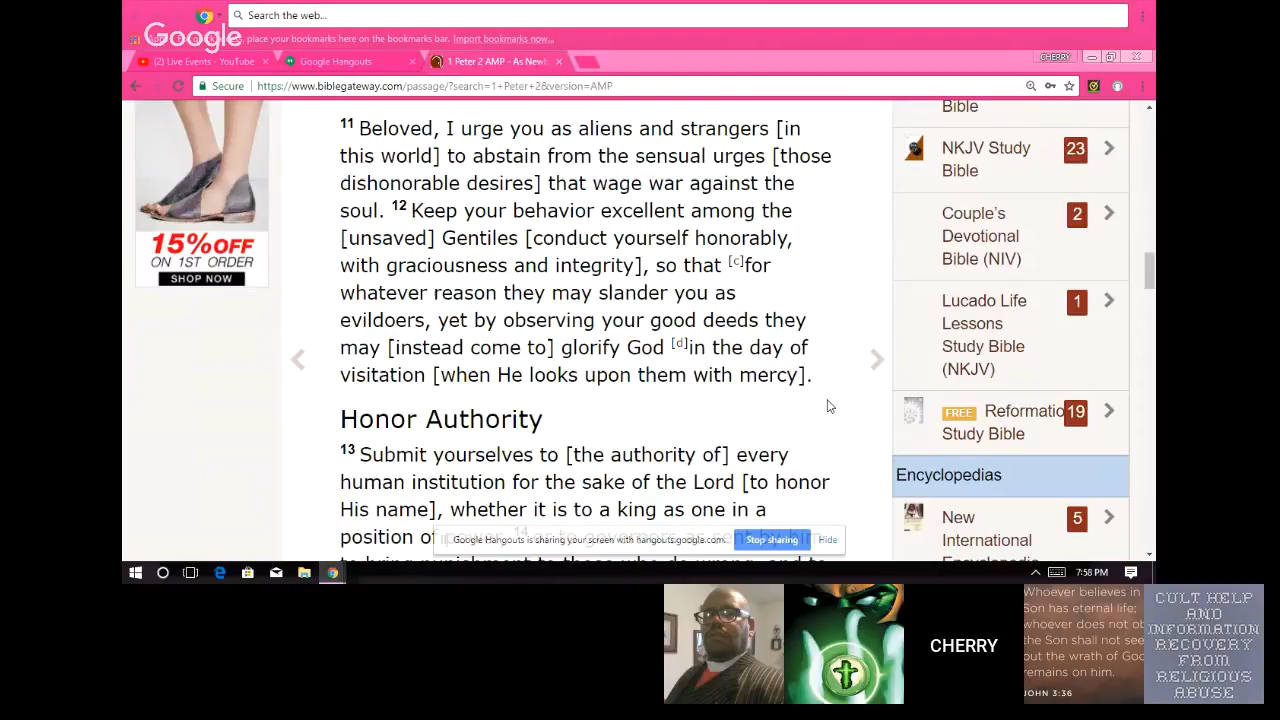 Search the web...
Google
place your bookmarks here on the bookmarks bar. Import bookmarks now...
(2) Live Events - YouTube
Google Hangouts
1 Peter 2 AMP - As Newb
CHERRY
Secure
https://www.biblegateway.com/passage/?search=1+Peter+2&version=AMP
15%OFF
ON 1ST ORDER
SHOP NOW
11 Beloved, I urge you as aliens and strangers [in
this world] to abstain from the sensual urges [those
dishonorable desires] that wage war against the
soul. 12 Keep your behavior excellent among the
[unsaved] Gentiles [conduct yourself honorably,
with graciousness and integrity], so that [c]for
whatever reason they may slander you as
evildoers, yet by observing your good deeds they
may [instead come to] glorify God [d]in the day of
visitation [when He looks upon them with mercy].
Honor Authority
13 Submit yourselves to [the authority of] every
human institution for the sake of the Lord [to honor
His name], whether it is to a king as one in a
position of
Google Hangouts is sharing your screen with hangouts.google.com.
Stop sharing
Hide
Bible
NKJV Study
Bible
23
Couple's
Devotional
Bible (NIV)
2
Lucado Life
Lessons
Study Bible
(NKJV)
1
FREE Reformatio
Study Bible
19
Encyclopedias
New
International
Encyclopedia
5
7:58 PM
CHERRY
Whoever believes in
Son has eternal life;
whoever does not ob
the Son shall not see
but the wrath of Goo
remains on him.
JOHN 3:36
CULT HELP
AND
INFORMATION
RECOVERY
FROM
RELIGIOUS
ABUSE